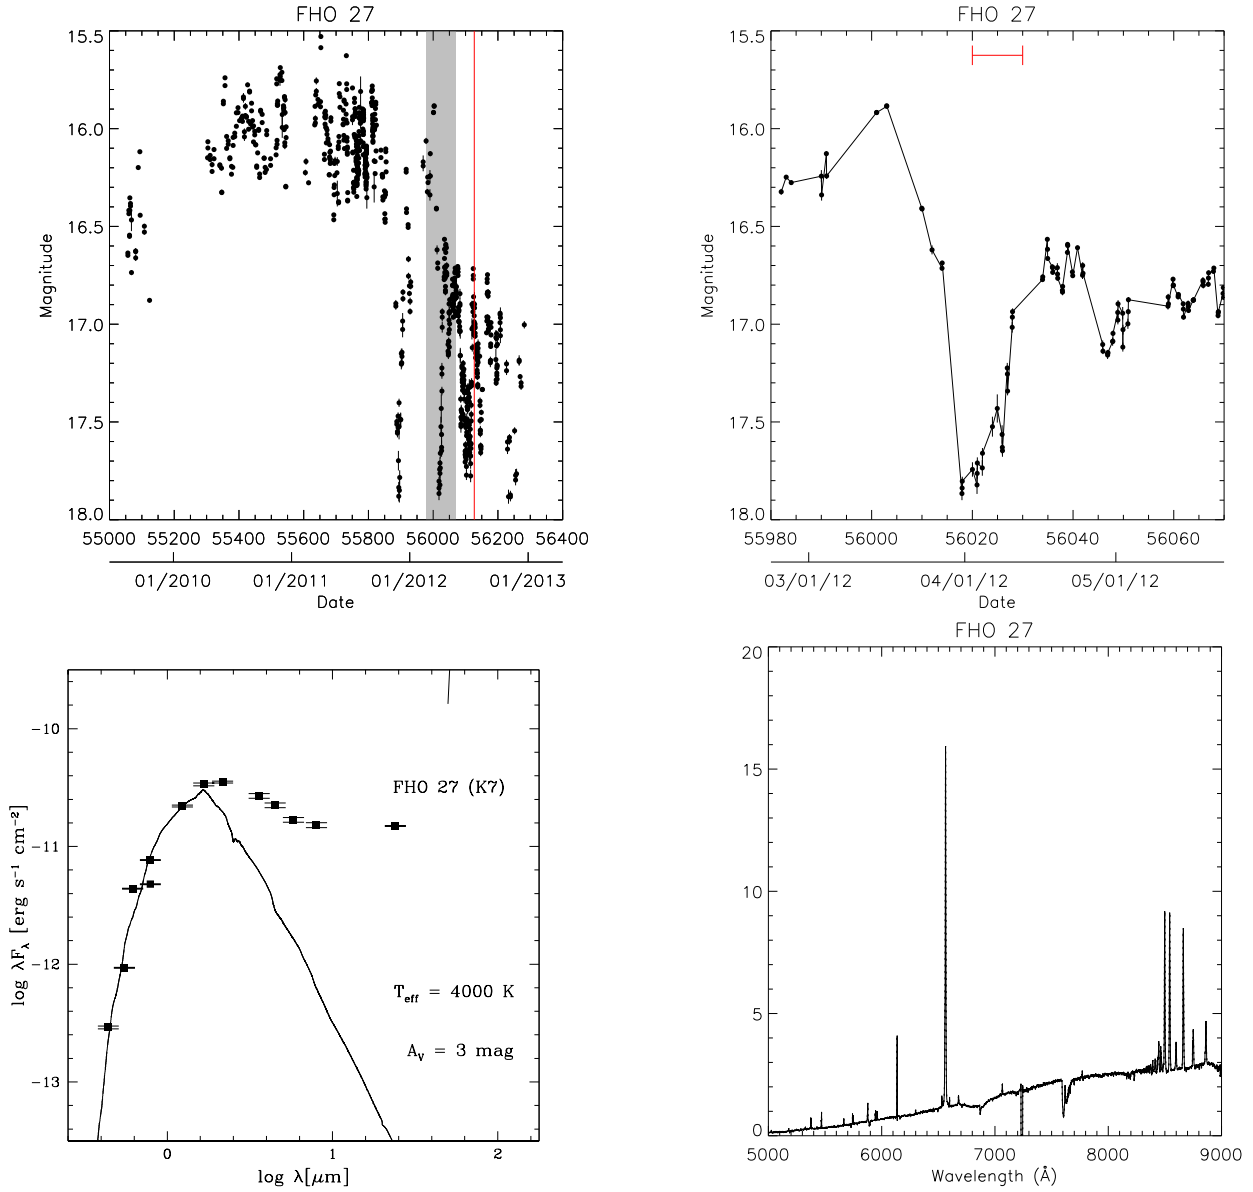 FHO 27
15.5
16.0
16.5
17.0
17.5
18.0
Magnitude
55000 55200 55400 55600 55800 56000 56200 56400
01/2010 01/2011 01/2012 01/2013
Date
FHO 27
15.5
16.0
16.5
17.0
17.5
18.0
Magnitude
55980 56000 56020 56040 56060
03/01/12 04/01/12 05/01/12
Date
-10
-11
-12
-13
log λF_λ [erg s⁻¹ cm⁻²]
FHO 27 (K7)
T_eff = 4000 K
A_V = 3 mag
0 1 2
log λ[μm]
FHO 27
20
15
10
5
0
5000 6000 7000 8000 9000
Wavelength (Å)